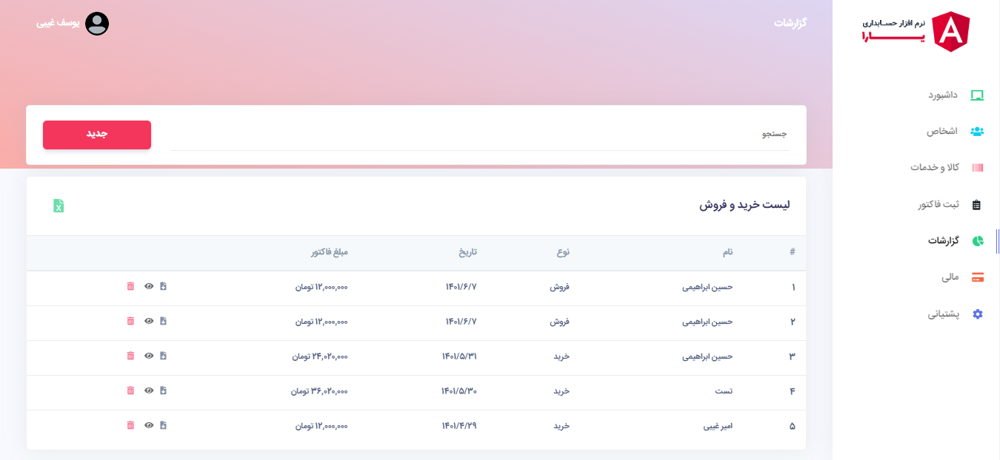 نرم افزار حسـابداری
یـــــــارا
داشبورد
اشخاص
کالا و خدمات
ثبت فاکتور
گزارشات
مالی
پشتیانی
گزارشات
یوسف غیبی
جستجو
جدید
لیست خرید و فروش
# نام نوع تاریخ مبلغ فاکتور
۱ حسین ابراهیمی فروش ۱۴۰۱/۶/۷ ۱۲,۰۰۰,۰۰۰ تومان
۲ حسین ابراهیمی فروش ۱۴۰۱/۶/۷ ۱۲,۰۰۰,۰۰۰ تومان
۳ حسین ابراهیمی خرید ۱۴۰۱/۵/۳۱ ۲۴,۰۲۰,۰۰۰ تومان
۴ تست خرید ۱۴۰۱/۵/۳۰ ۳۶,۰۲۰,۰۰۰ تومان
۵ امیر غیبی خرید ۱۴۰۱/۴/۲۹ ۱۲,۰۰۰,۰۰۰ تومان